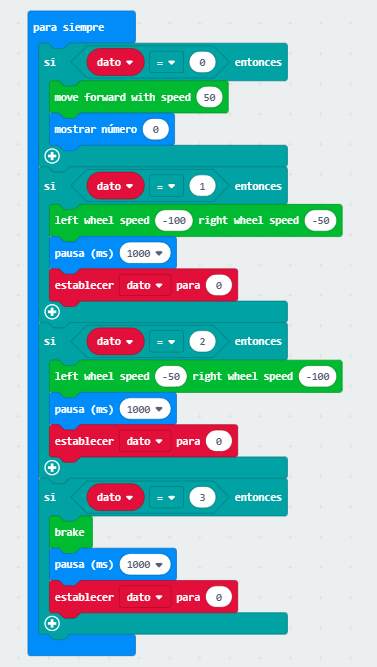 para siempre
si dato = 0 entonces
move forward with speed 50
mostrar número 0
si dato = 1 entonces
left wheel speed -100 right wheel speed -50
pausa (ms) 1000
establecer dato para 0
si dato = 2 entonces
left wheel speed -50 right wheel speed -100
pausa (ms) 1000
establecer dato para 0
si dato = 3 entonces
brake
pausa (ms) 1000
establecer dato para 0